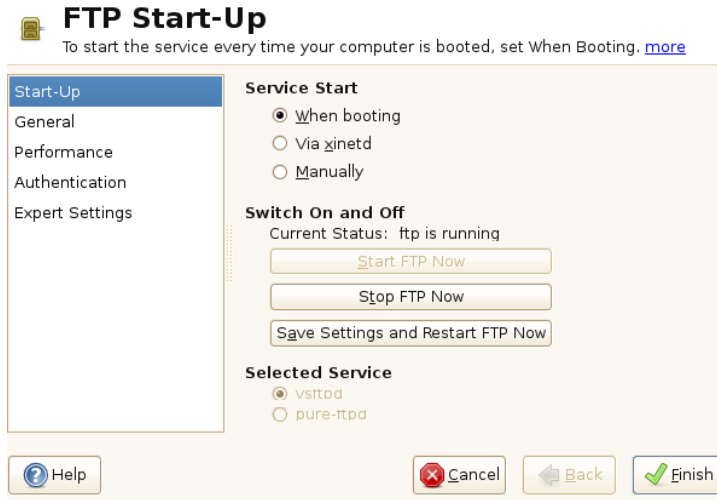 FTP Start-Up
To start the service every time your computer is booted, set When Booting. more
Start-Up
General
Performance
Authentication
Expert Settings
Service Start
When booting
Via xinetd
Manually
Switch On and Off
Current Status: ftp is running
Start FTP Now
Stop FTP Now
Save Settings and Restart FTP Now
Selected Service
vsftpd
pure-ftpd
Help
Cancel
Back
Finish